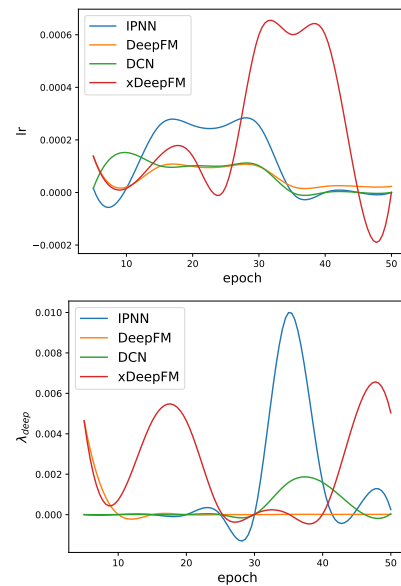 0.0006
0.0004
0.0002
0.0000
−0.0002
lr
IPNN
DeepFM
DCN
xDeepFM
10
20
30
40
50
epoch
0.010
0.008
0.006
0.004
0.002
0.000
λdeep
IPNN
DeepFM
DCN
xDeepFM
10
20
30
40
50
epoch